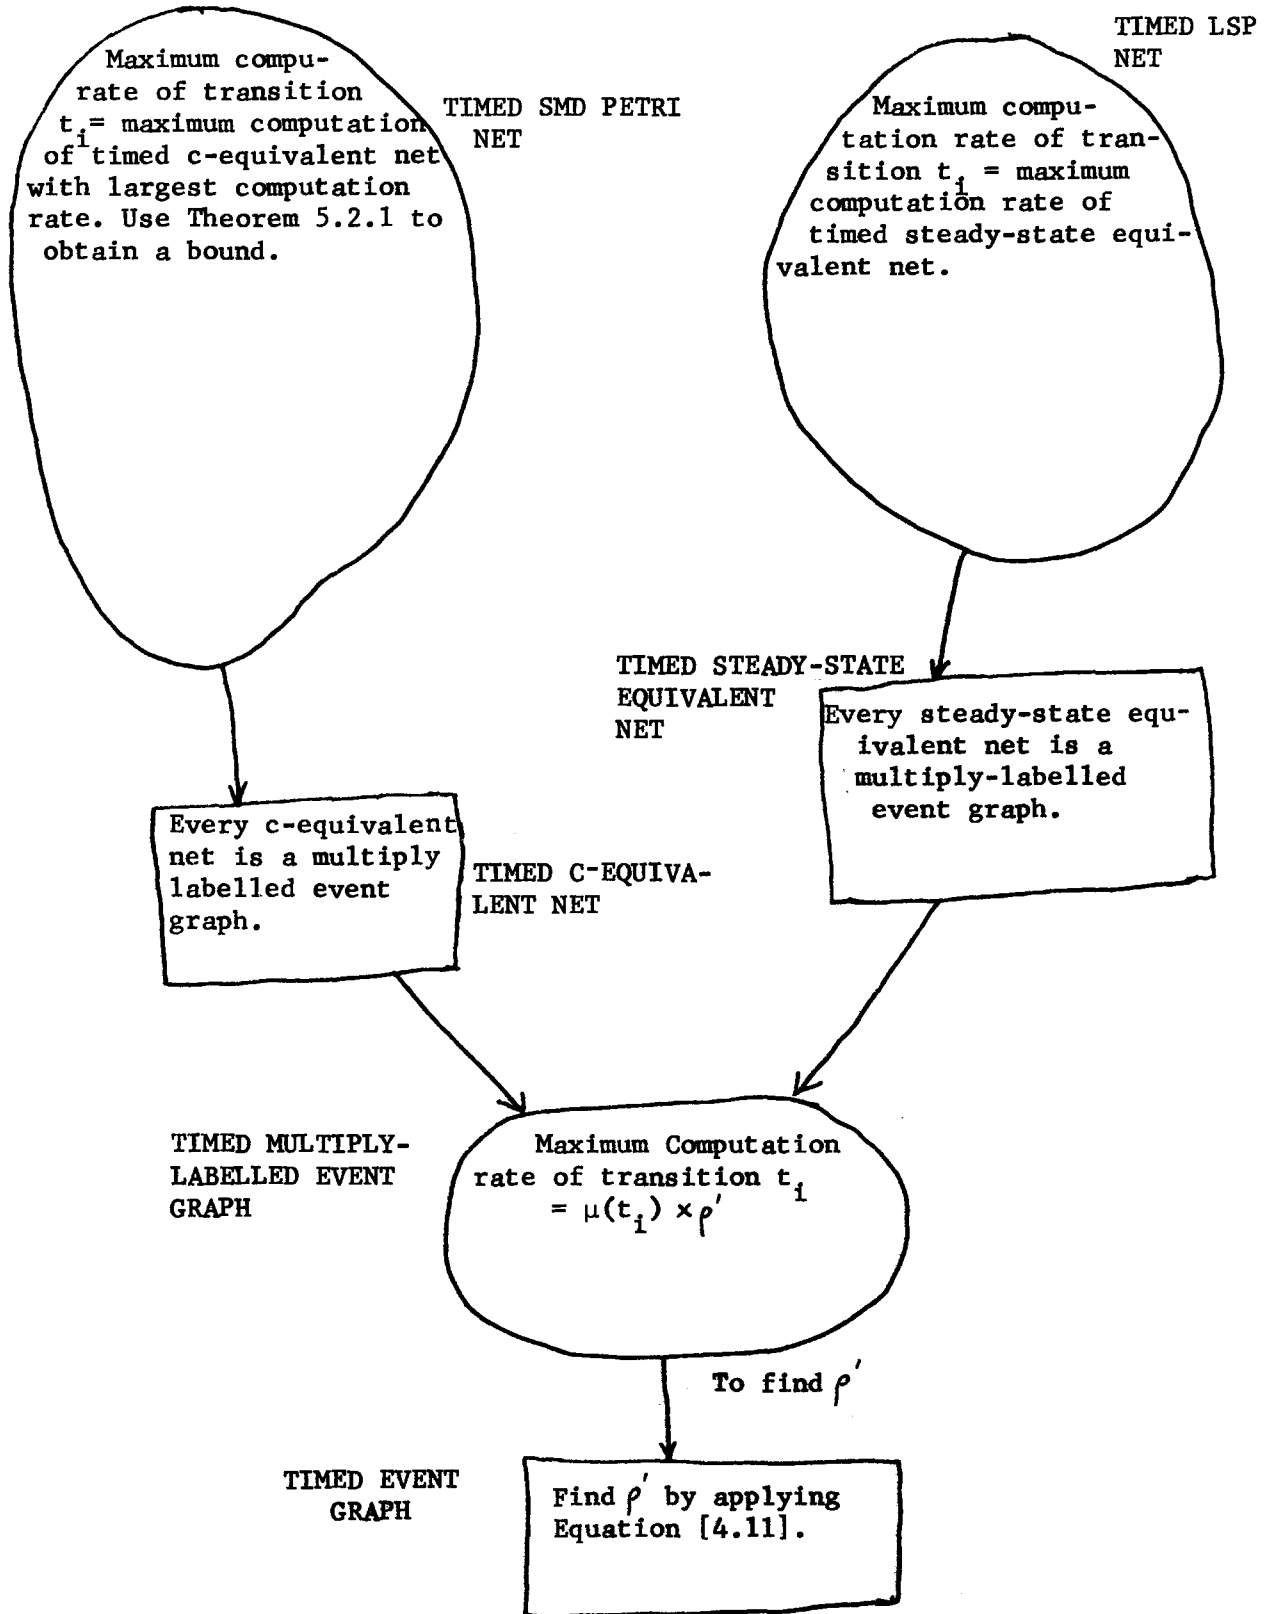 Maximum compu-
rate of transition
t_i = maximum computation
of timed c-equivalent net
with largest computation
rate. Use Theorem 5.2.1 to
obtain a bound.
TIMED SMD PETRI
NET
TIMED LSP
NET
Maximum compu-
tation rate of tran-
sition t_i = maximum
computation rate of
timed steady-state equi-
valent net.
TIMED STEADY-STATE
EQUIVALENT
NET
Every steady-state equ-
ivalent net is a
multiply-labelled
event graph.
Every c-equivalent
net is a multiply
labelled event
graph.
TIMED C-EQUIVA-
LENT NET
TIMED MULTIPLY-
LABELLED EVENT
GRAPH
Maximum Computation
rate of transition t_i
= μ(t_i) × ρ′
To find ρ′
TIMED EVENT
GRAPH
Find ρ′ by applying
Equation [4.11].